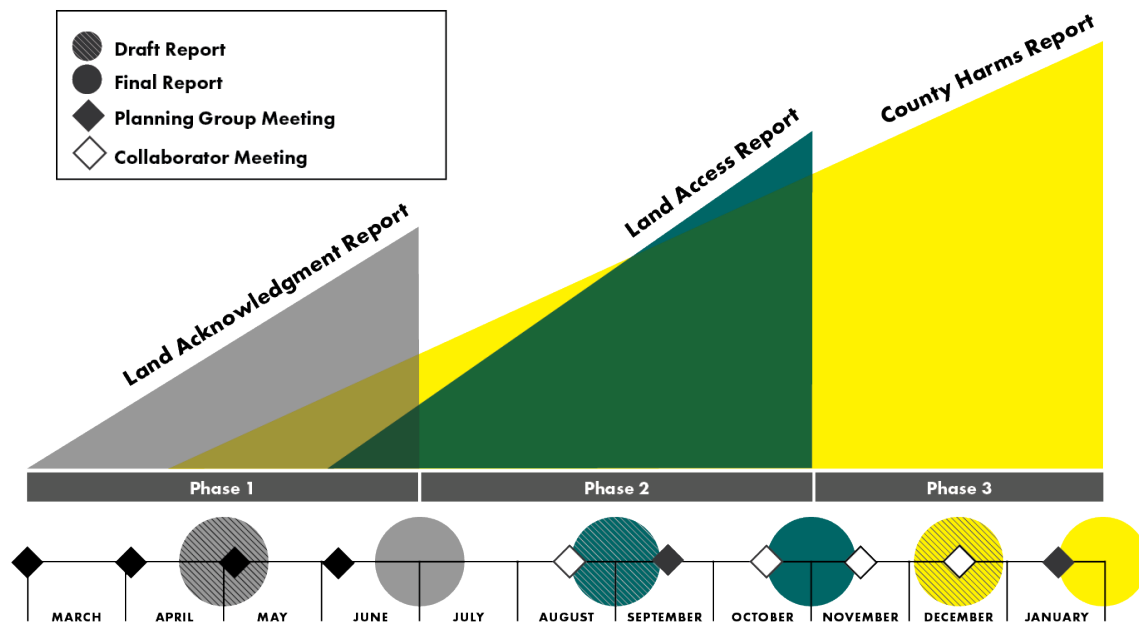 Draft Report
Final Report
Planning Group Meeting
Collaborator Meeting
Land Acknowledgment Report
Land Access Report
County Harms Report
Phase 1
Phase 2
Phase 3
MARCH
APRIL
MAY
JUNE
JULY
AUGUST
SEPTEMBER
OCTOBER
NOVEMBER
DECEMBER
JANUARY